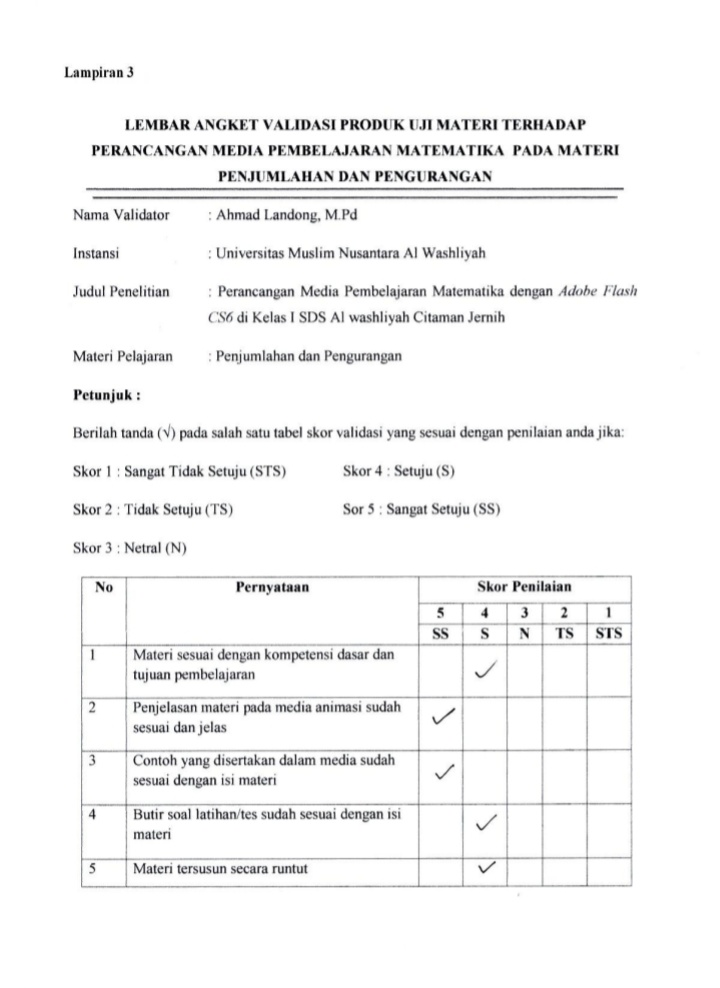 Lampiran 3
LEMBAR ANGKET VALIDASI PRODUK UJI MATERI TERHADAP
PERANCANGAN MEDIA PEMBELAJARAN MATEMATIKA PADA MATERI
PENJUMLAHAN DAN PENGURANGAN
Nama Validator : Ahmad Landong, M.Pd
Instansi : Universitas Muslim Nusantara Al Washliyah
Judul Penelitian : Perancangan Media Pembelajaran Matematika dengan Adobe Flash
CS6 di Kelas I SDS Al washliyah Citaman Jernih
Materi Pelajaran : Penjumlahan dan Pengurangan
Petunjuk :
Berilah tanda (√) pada salah satu tabel skor validasi yang sesuai dengan penilaian anda jika:
Skor 1 : Sangat Tidak Setuju (STS) Skor 4 : Setuju (S)
Skor 2 : Tidak Setuju (TS) Sor 5 : Sangat Setuju (SS)
Skor 3 : Netral (N)
No Pernyataan Skor Penilaian
5 4 3 2 1
SS S N TS STS
1 Materi sesuai dengan kompetensi dasar dan
tujuan pembelajaran ✓
2 Penjelasan materi pada media animasi sudah
sesuai dan jelas ✓
3 Contoh yang disertakan dalam media sudah
sesuai dengan isi materi ✓
4 Butir soal latihan/tes sudah sesuai dengan isi
materi ✓
5 Materi tersusun secara runtut ✓